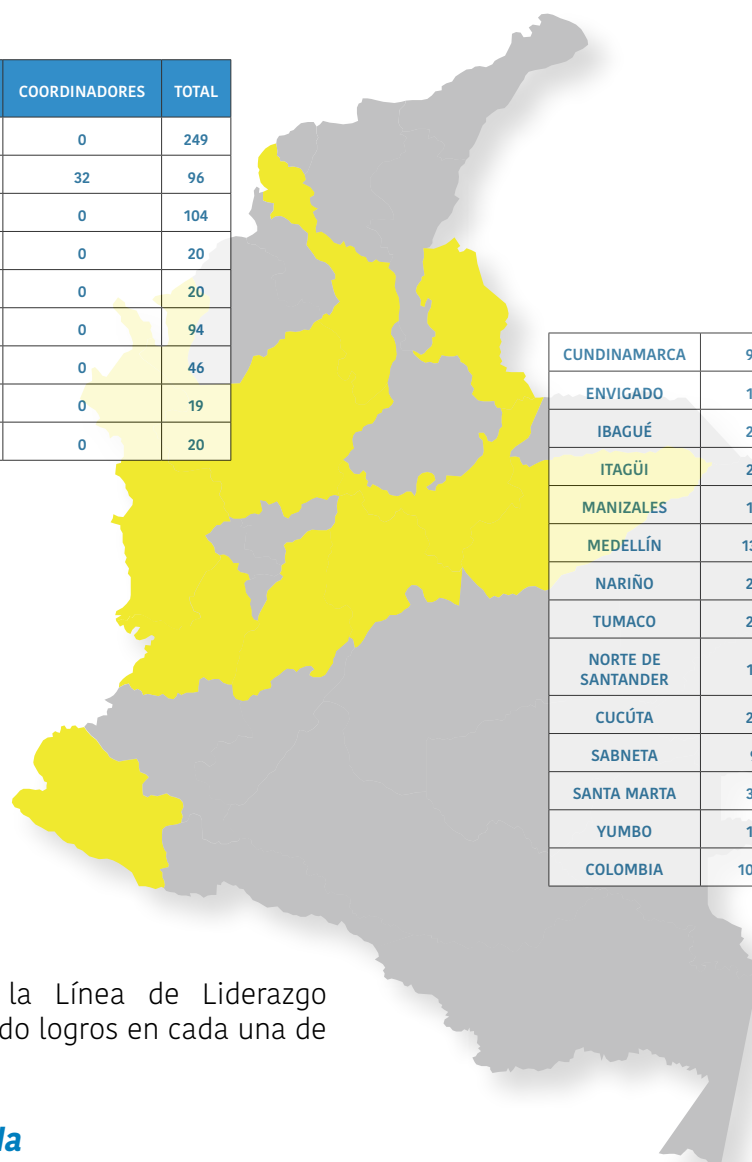 COORDINADORES TOTAL
0 249
32 96
0 104
0 20
0 20
0 94
0 46
0 19
0 20
CUNDINAMARCA
ENVIGADO
IBAGUÉ
ITAGÜI
MANIZALES
MEDELLÍN
NARIÑO
TUMACO
NORTE DE
SANTANDER
CUCÚTA
SABNETA
SANTA MARTA
YUMBO
COLOMBIA
la Línea de Liderazgo
logros en cada una de